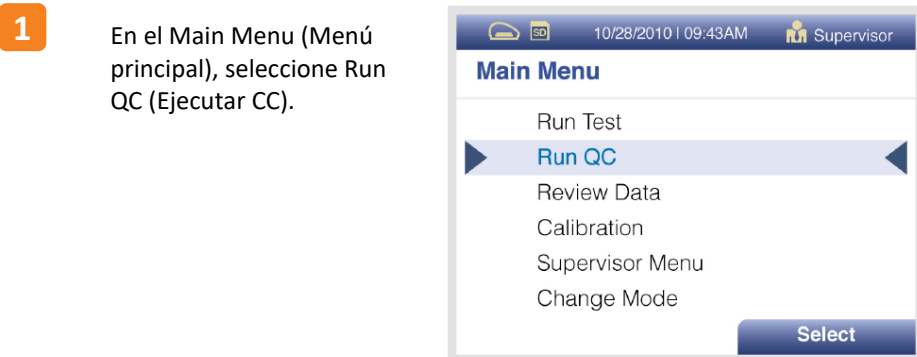 1
En el Main Menu (Menú
principal), seleccione Run
QC (Ejecutar CC).
SD
10/28/2010 | 09:43AM
Supervisor
Main Menu
Run Test
Run QC
Review Data
Calibration
Supervisor Menu
Change Mode
Select